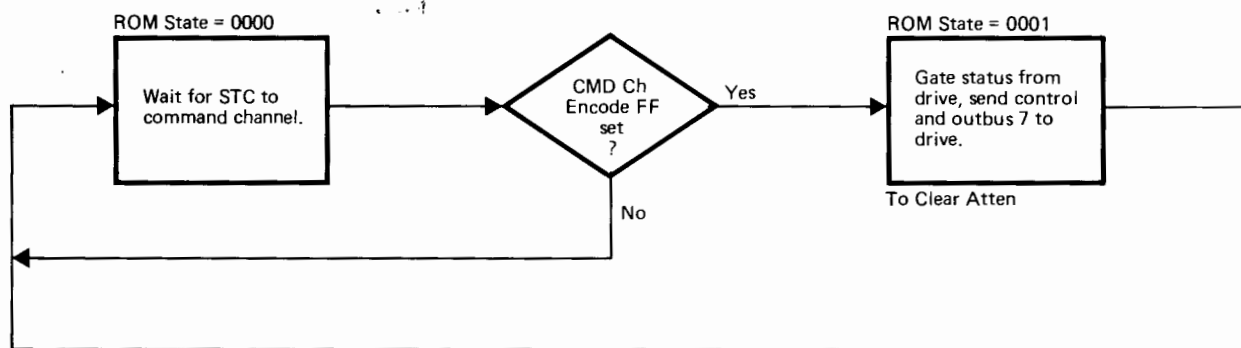 ROM State = 0000
Wait for STC to
command channel.
CMD Ch
Encode FF
set
?
Yes
No
ROM State = 0001
Gate status from
drive, send control
and outbus 7 to
drive.
To Clear Atten